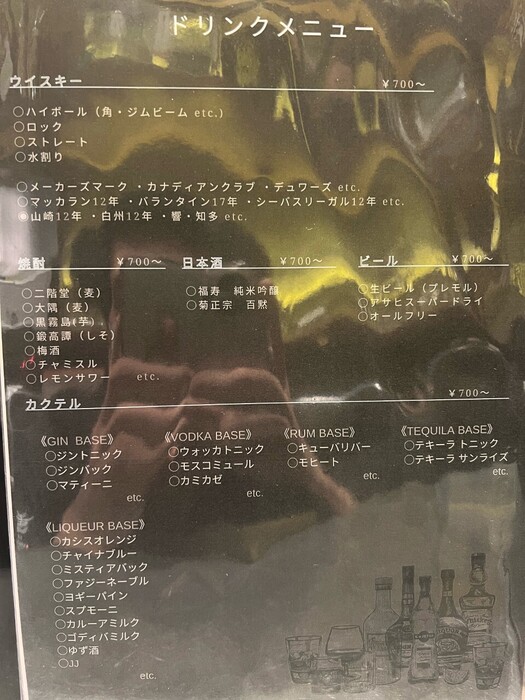 ドリンクメニュー
ウイスキー ￥700～
○ハイボール（角・ジムビーム etc.）
○ロック
○ストレート
○水割り
○メーカーズマーク ・カナディアンクラブ ・デュワーズ etc.
○マッカラン12年 ・バランタイン17年 ・シーバスリーガル12年 etc.
○山崎12年 ・白州12年 ・響・知多 etc.
焼酎 ￥700～
○二階堂（麦）
○大隅（麦）
○黒霧島(芋)
○鍛高譚（しそ）
○梅酒
○チャミスル
○レモンサワー etc.
日本酒 ￥700～
○福寿 純米吟醸
○菊正宗 百黙
ビール ￥700～
○生ビール（プレモル）
○アサヒスーパードライ
○オールフリー
カクテル ￥700～
《GIN BASE》
○ジントニック
○ジンバック
○マティーニ
etc.
《VODKA BASE》
○ウォッカトニック
○モスコミュール
○カミカゼ
etc.
《RUM BASE》
○キューバリバー
○モヒート
etc.
《TEQUILA BASE》
○テキーラ トニック
○テキーラ サンライズ
etc.
《LIQUEUR BASE》
○カシスオレンジ
○チャイナブルー
○ミスティアバック
○ファジーネーブル
○ヨギーパイン
○スプモーニ
○カルーアミルク
○ゴディバミルク
○ゆず酒
○JJ
etc.